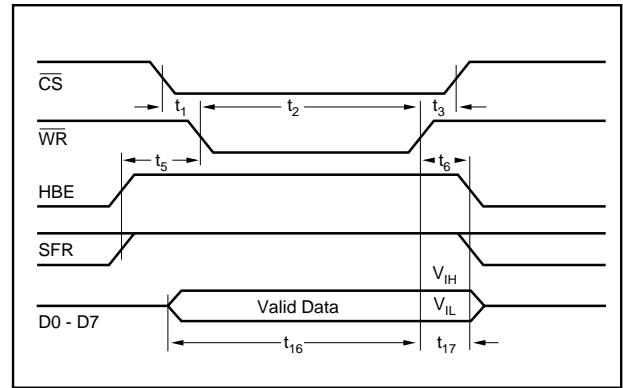 CS
t1 t2 t3
WR
t5 t6
HBE
SFR
VIH
Valid Data VIL
D0 - D7
t16 t17